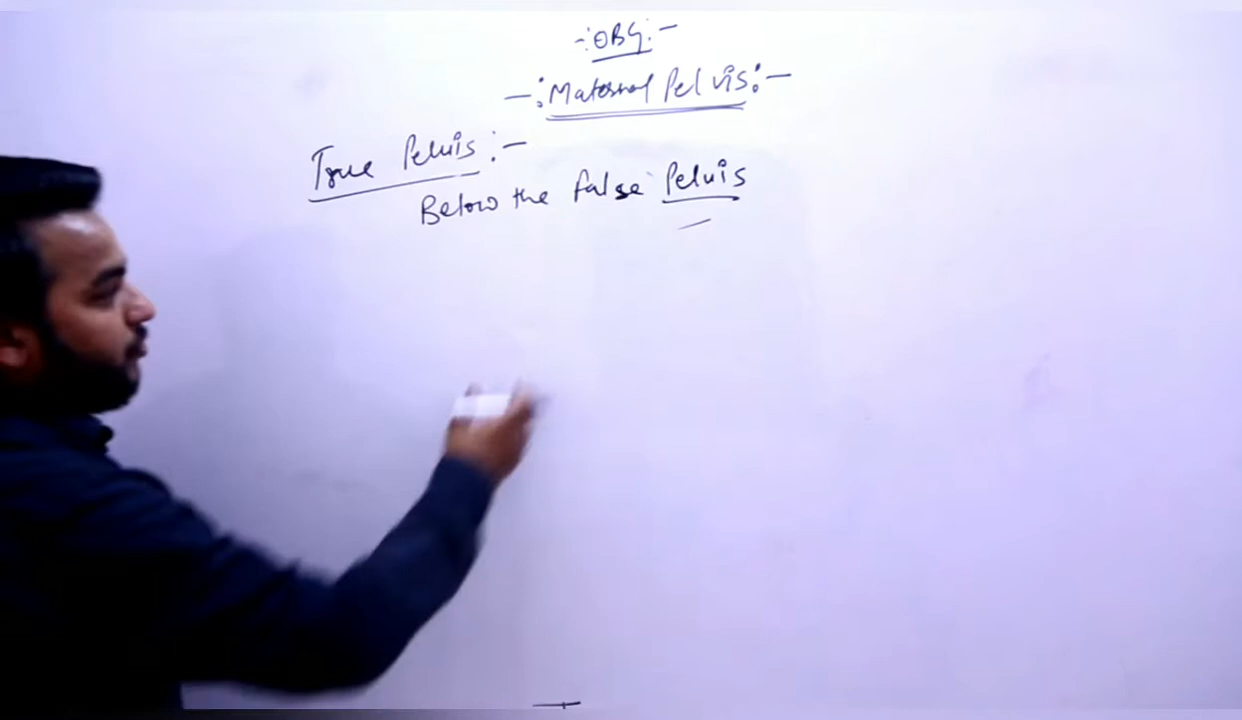 -:OBG:-
-:Maternal Pelvis:-
True Pelvis:-
Below the false Pelvis